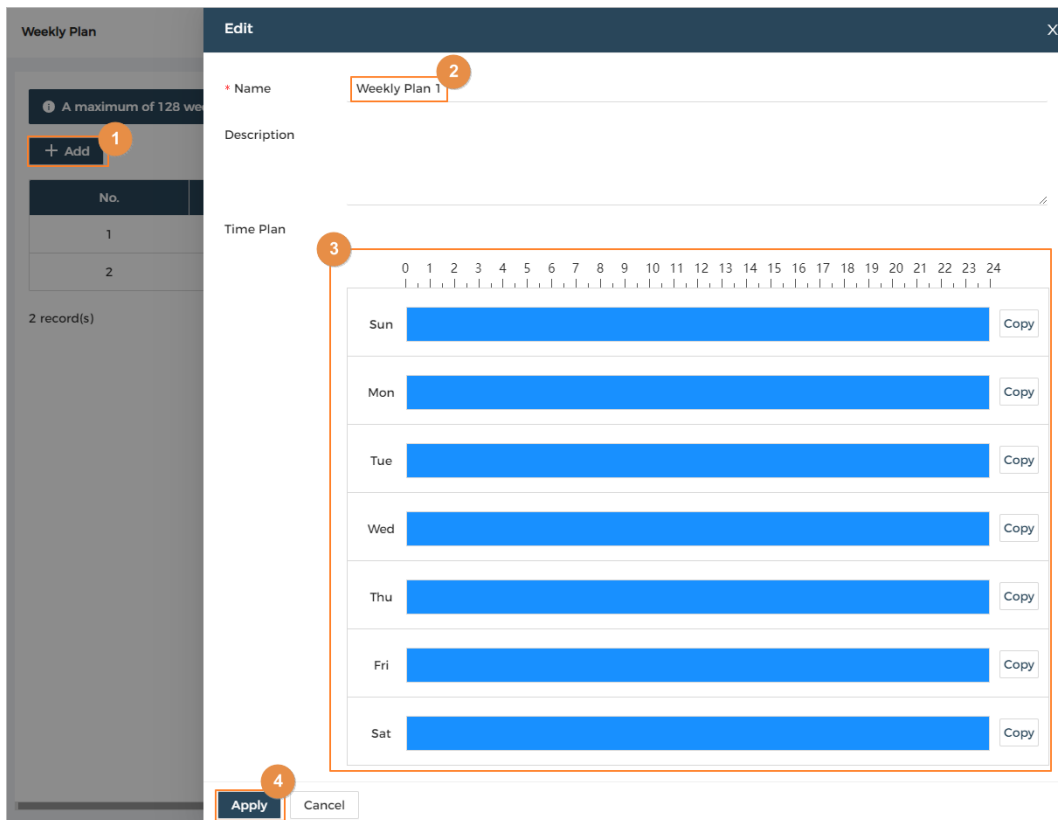 Weekly Plan
A maximum of 128 wee
1
+ Add
No.
1
2
2 record(s)
Edit
X
* Name
Weekly Plan 1
2
Description
Time Plan
3
0 1 2 3 4 5 6 7 8 9 10 11 12 13 14 15 16 17 18 19 20 21 22 23 24
Sun Copy
Mon Copy
Tue Copy
Wed Copy
Thu Copy
Fri Copy
Sat Copy
4
Apply Cancel